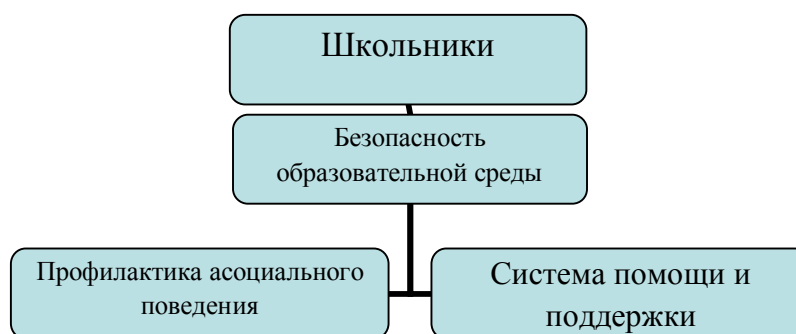 Школьники
Безопасность
образовательной среды
Профилактика асоциального
поведения
Система помощи и
поддержки